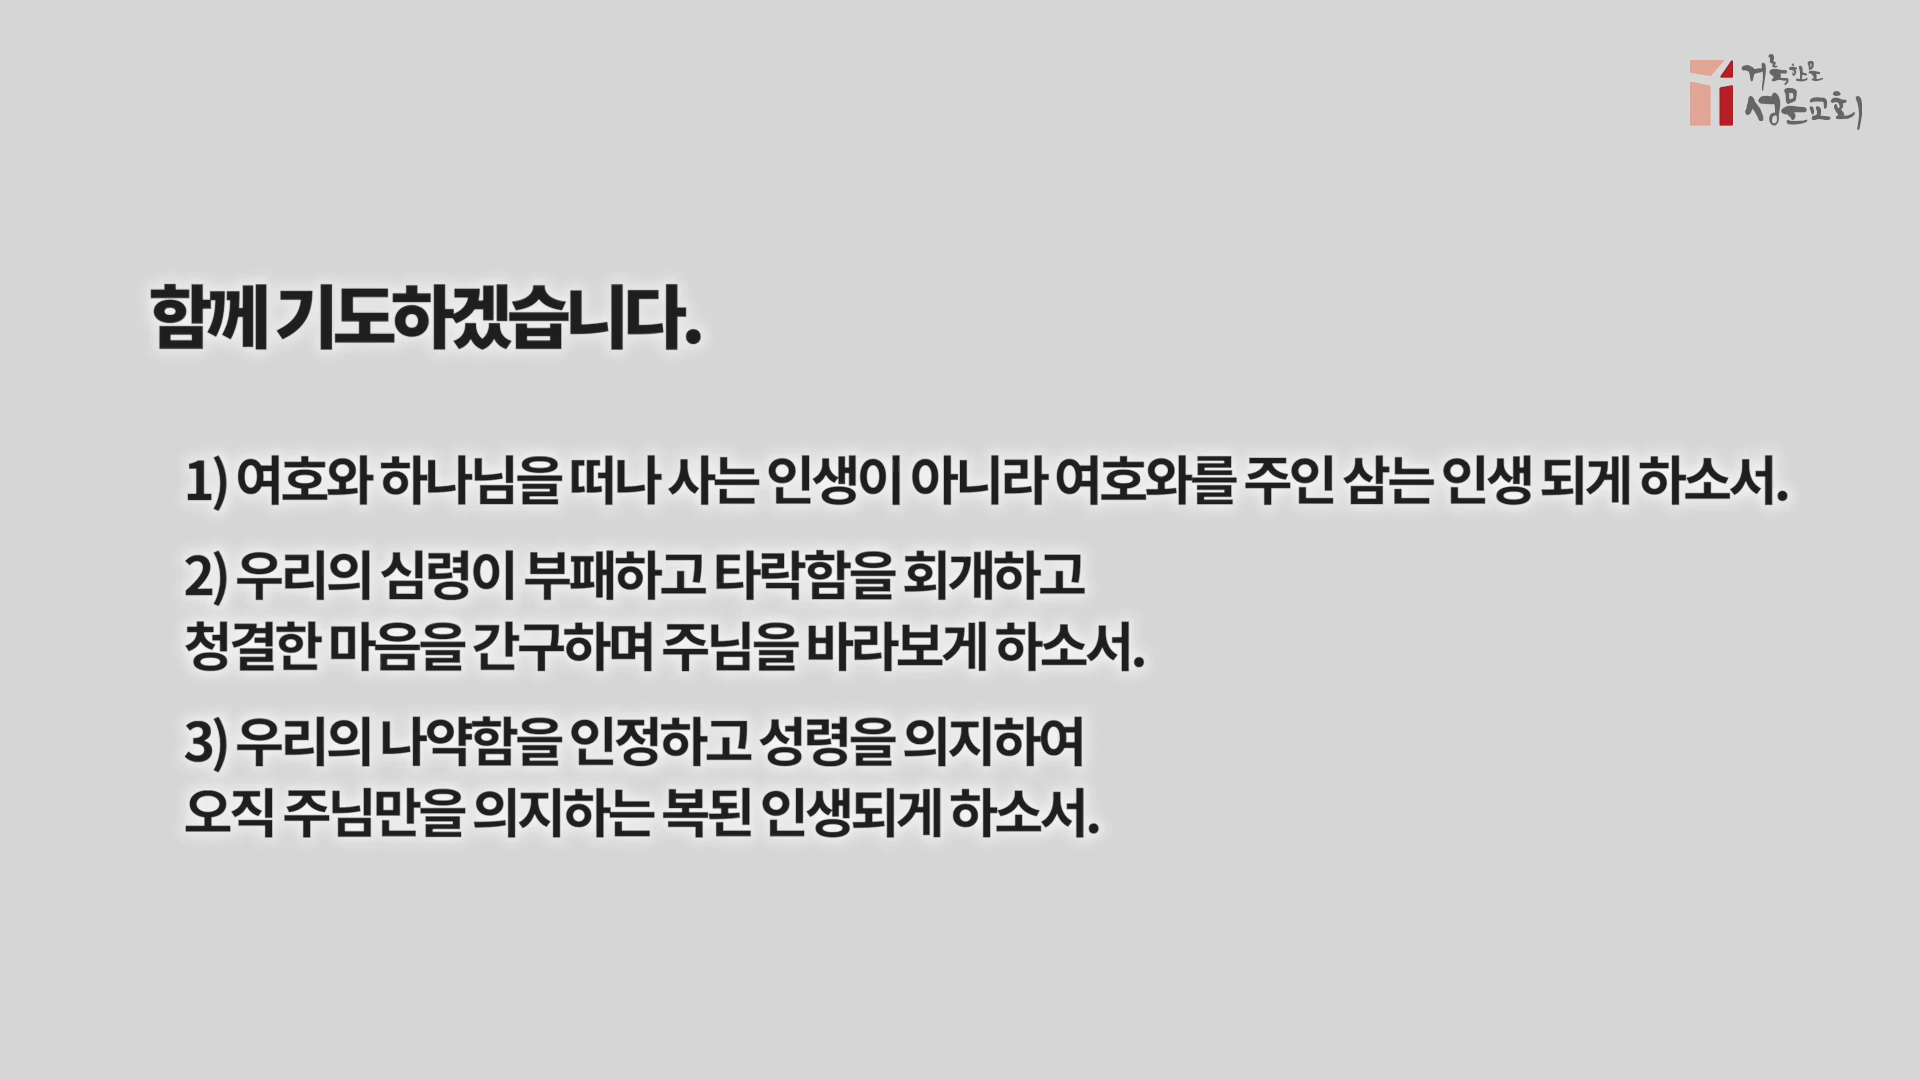 거룩한문
성문교회
함께 기도하겠습니다.
1) 여호와 하나님을 떠나 사는 인생이 아니라 여호와를 주인 삼는 인생 되게 하소서.
2) 우리의 심령이 부패하고 타락함을 회개하고
청결한 마음을 간구하며 주님을 바라보게 하소서.
3) 우리의 나약함을 인정하고 성령을 의지하여
오직 주님만을 의지하는 복된 인생되게 하소서.